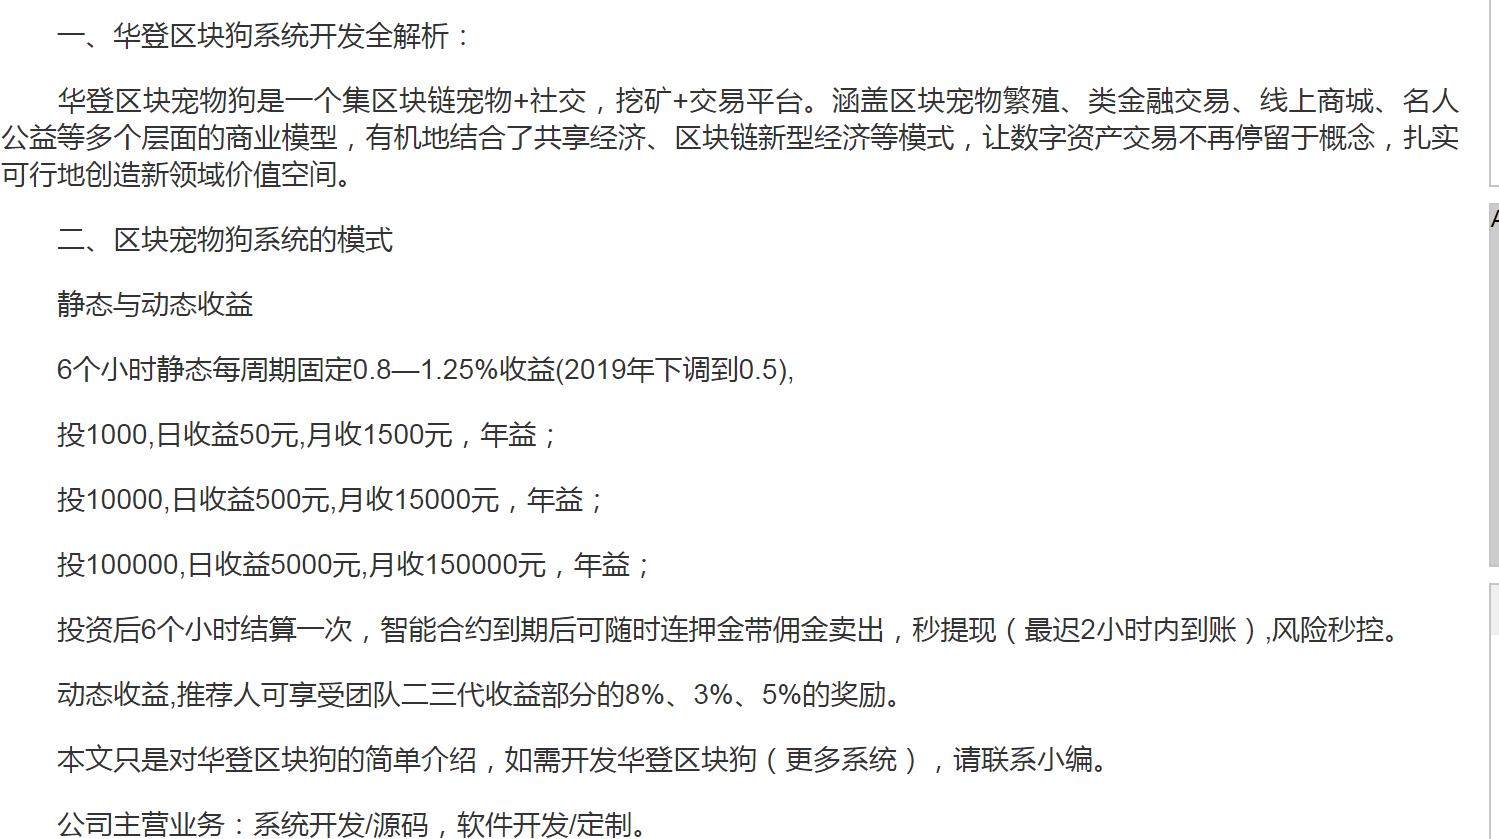 一、华登区块狗系统开发全解析：
华登区块宠物狗是一个集区块链宠物+社交，挖矿+交易平台。涵盖区块宠物繁殖、类金融交易、线上商城、名人
公益等多个层面的商业模型，有机地结合了共享经济、区块链新型经济等模式，让数字资产交易不再停留于概念，扎实
可行地创造新领域价值空间。
二、区块宠物狗系统的模式
静态与动态收益
6个小时静态每周期固定0.8—1.25%收益(2019年下调到0.5),
投1000,日收益50元,月收1500元，年益；
投10000,日收益500元,月收15000元，年益；
投100000,日收益5000元,月收150000元，年益；
投资后6个小时结算一次，智能合约到期后可随时连押金带佣金卖出，秒提现（最迟2小时内到账）,风险秒控。
动态收益,推荐人可享受团队二三代收益部分的8%、3%、5%的奖励。
本文只是对华登区块狗的简单介绍，如需开发华登区块狗（更多系统），请联系小编。
公司主营业务：系统开发/源码，软件开发/定制。